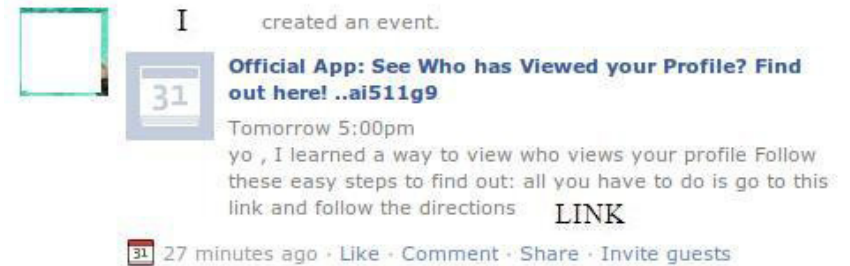 I created an event.
31
Official App: See Who has Viewed your Profile? Find
out here! ..ai511g9
Tomorrow 5:00pm
yo , I learned a way to view who views your profile Follow
these easy steps to find out: all you have to do is go to this
link and follow the directions LINK
31 27 minutes ago · Like · Comment · Share · Invite guests